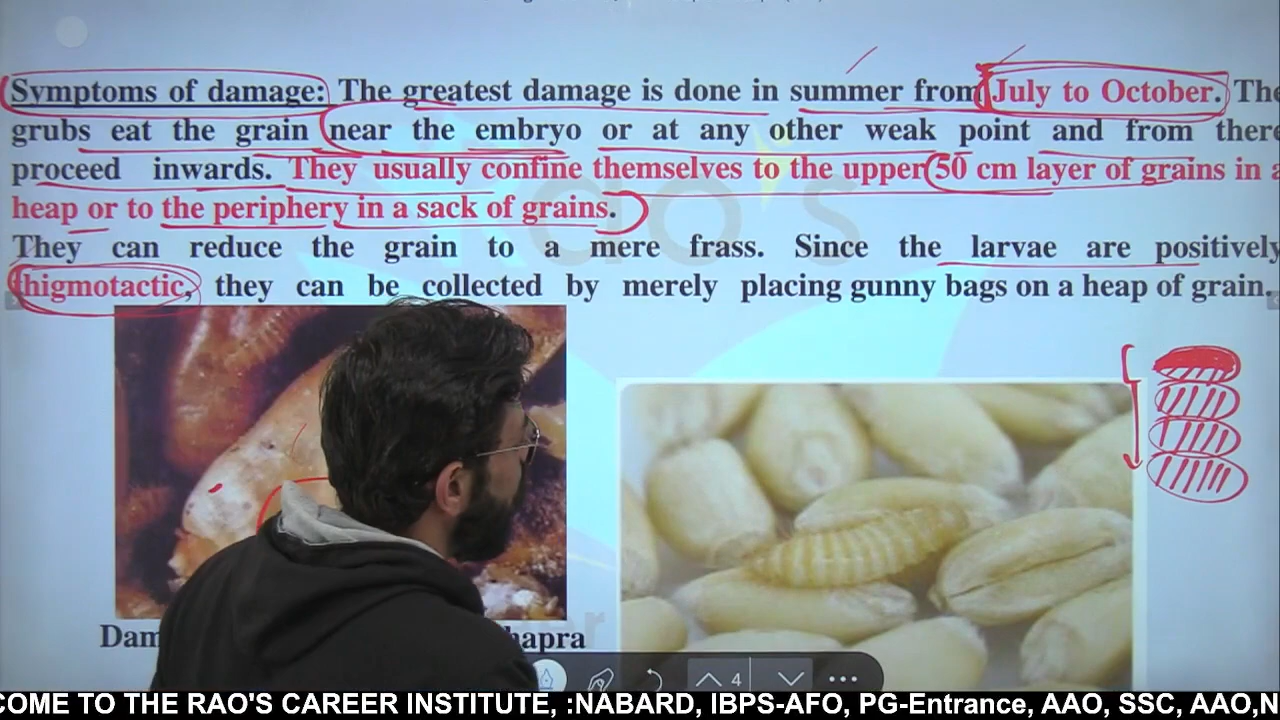 Symptoms of damage: The greatest damage is done in summer from July to October. The
grubs eat the grain near the embryo or at any other weak point and from there
proceed inwards. They usually confine themselves to the upper 50 cm layer of grains in a
heap or to the periphery in a sack of grains.
They can reduce the grain to a mere frass. Since the larvae are positively
thigmotactic, they can be collected by merely placing gunny bags on a heap of grain.
4
COME TO THE RAO'S CAREER INSTITUTE, :NABARD, IBPS-AFO, PG-Entrance, AAO, SSC, AAO,N